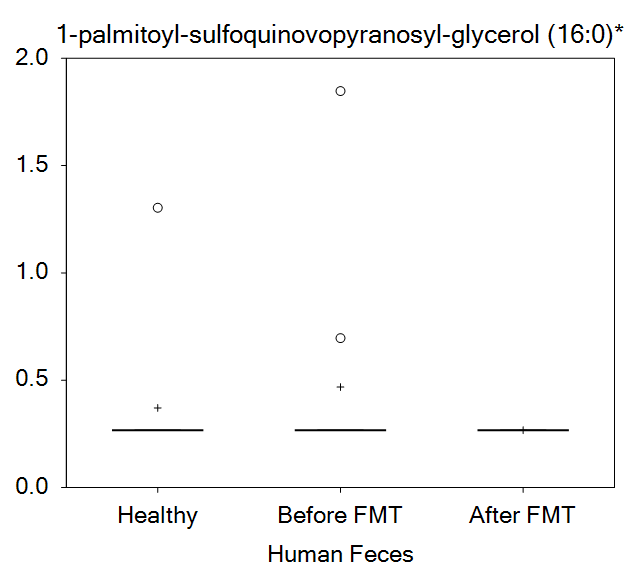 1-palmitoyl-sulfoquinovopyranosyl-glycerol (16:0)*
2.0
1.5
1.0
0.5
0.0
Healthy Before FMT After FMT
Human Feces